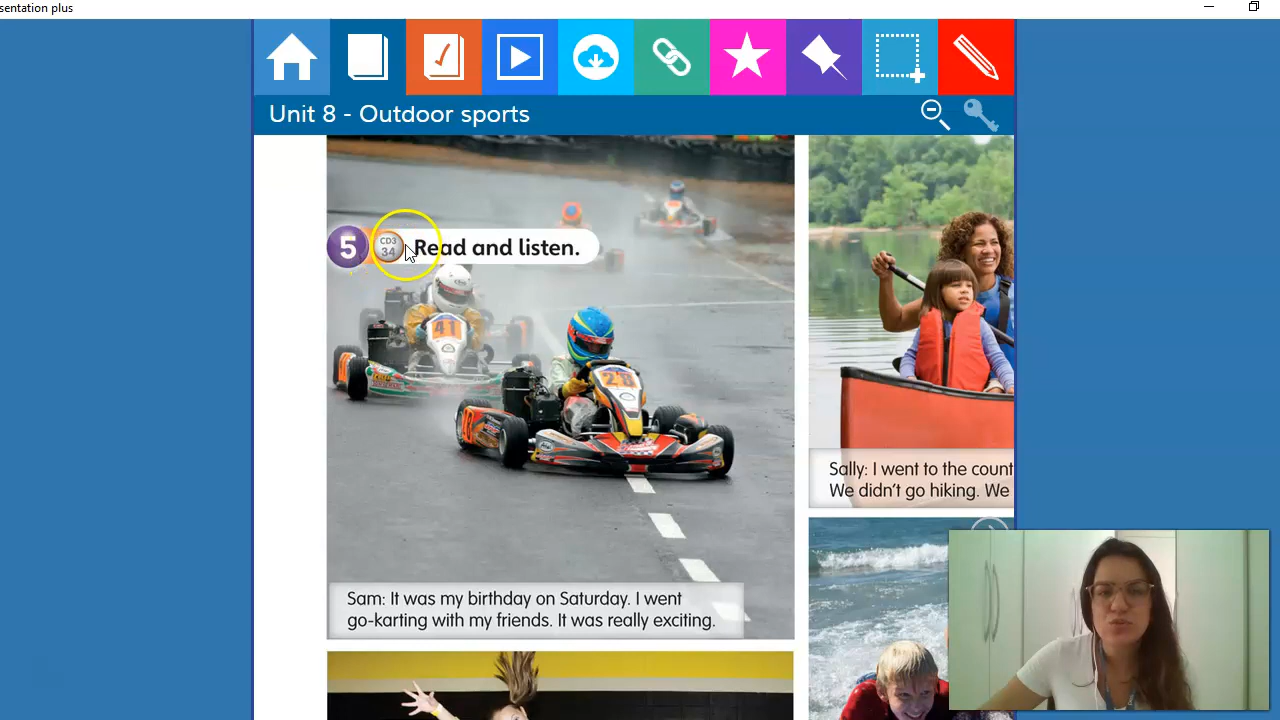 sentation plus
Unit 8 - Outdoor sports
5 CD3 34 Read and listen.
41
28
Sam: It was my birthday on Saturday. I went
go-karting with my friends. It was really exciting.
Sally: I went to the count
We didn't go hiking. We